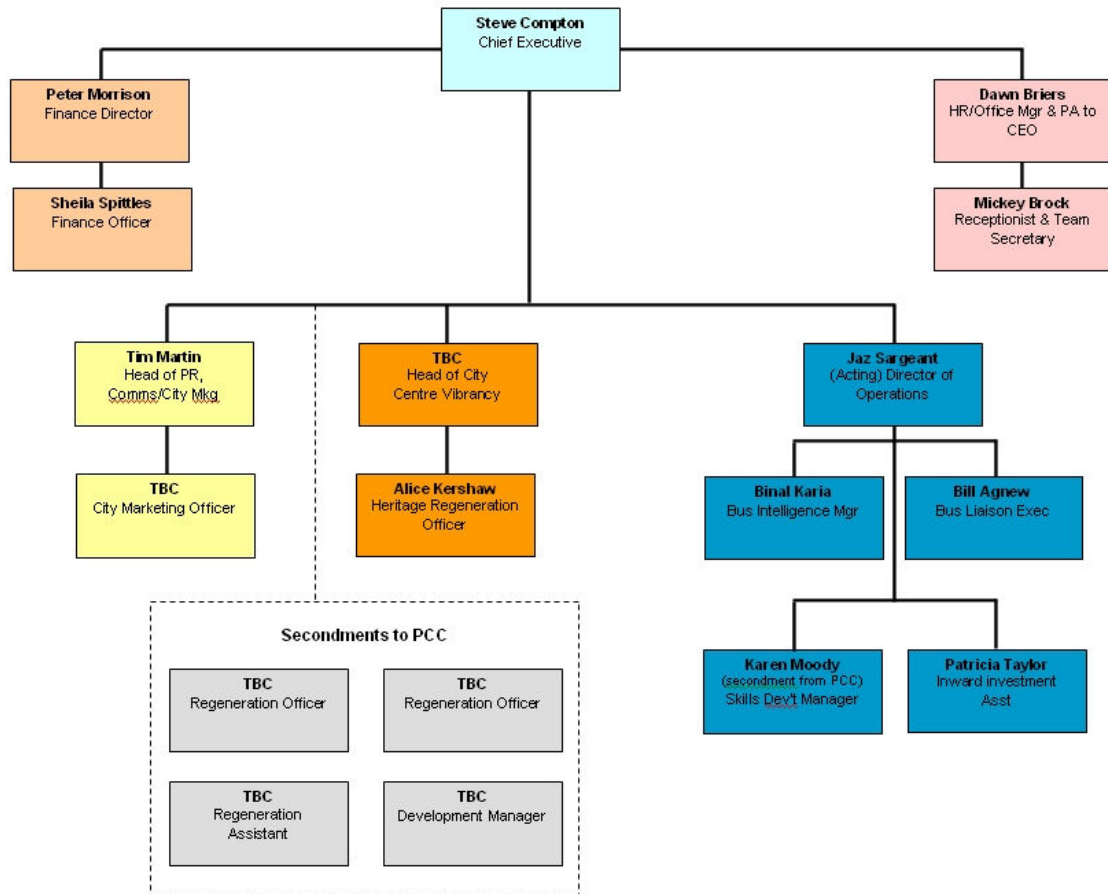 Steve Compton
Chief Executive
Peter Morrison
Finance Director
Dawn Briers
HR/Office Mgr & PA to
CEO
Sheila Spittles
Finance Officer
Mickey Brock
Receptionist & Team
Secretary
Tim Martin
Head of PR,
Comms/City Mkg
TBC
Head of City
Centre Vibrancy
Jaz Sargeant
(Acting) Director of
Operations
TBC
City Marketing Officer
Alice Kershaw
Heritage Regeneration
Officer
Binal Karia
Bus Intelligence Mgr
Bill Agnew
Bus Liaison Exec
Secondments to PCC
TBC
Regeneration Officer
TBC
Regeneration Officer
TBC
Regeneration
Assistant
TBC
Development Manager
Karen Moody
(secondment from PCC)
Skills Dev't Manager
Patricia Taylor
Inward investment
Asst